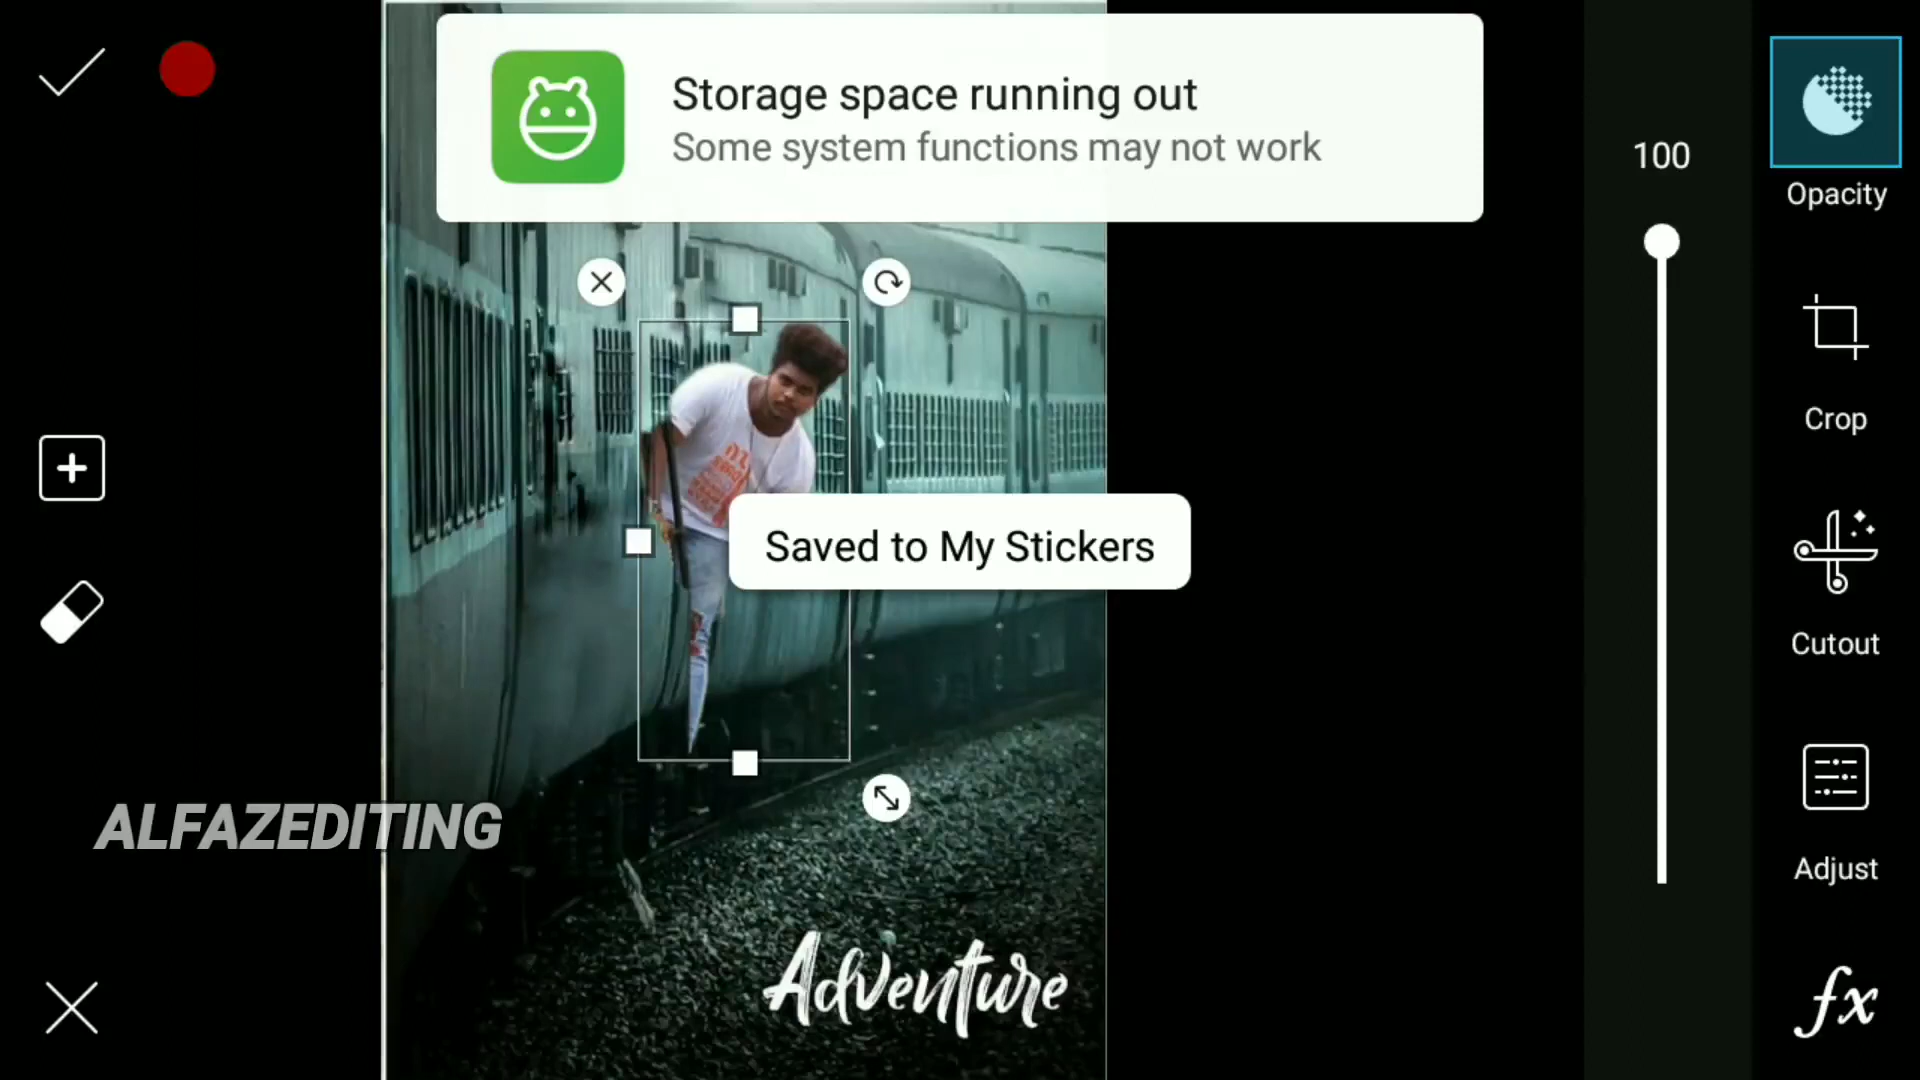 Storage space running out
Some system functions may not work
100
Opacity
Crop
Saved to My Stickers
Cutout
ALFAZEDITING
Adjust
Adventure
fx